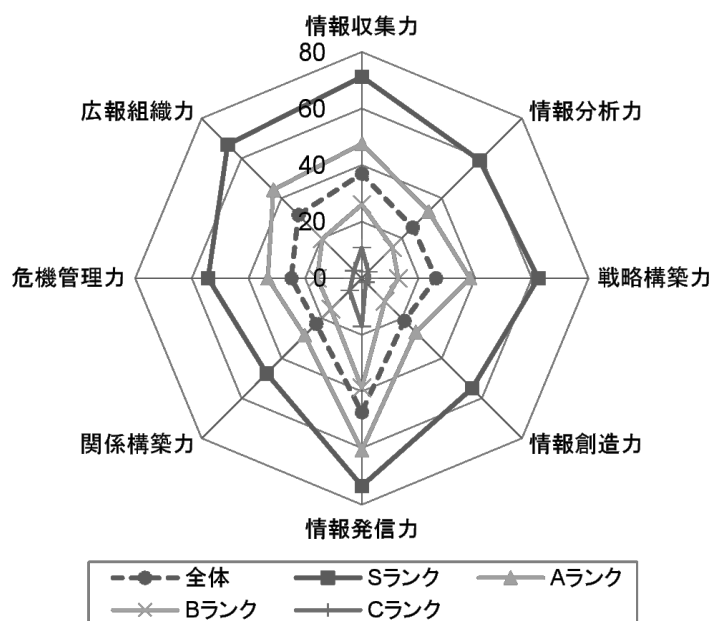 情報収集力
80
広報組織力
情報分析力
60
40
20
危機管理力
0
戦略構築力
関係構築力
情報創造力
情報発信力
全体
Sランク
Aランク
Bランク
Cランク